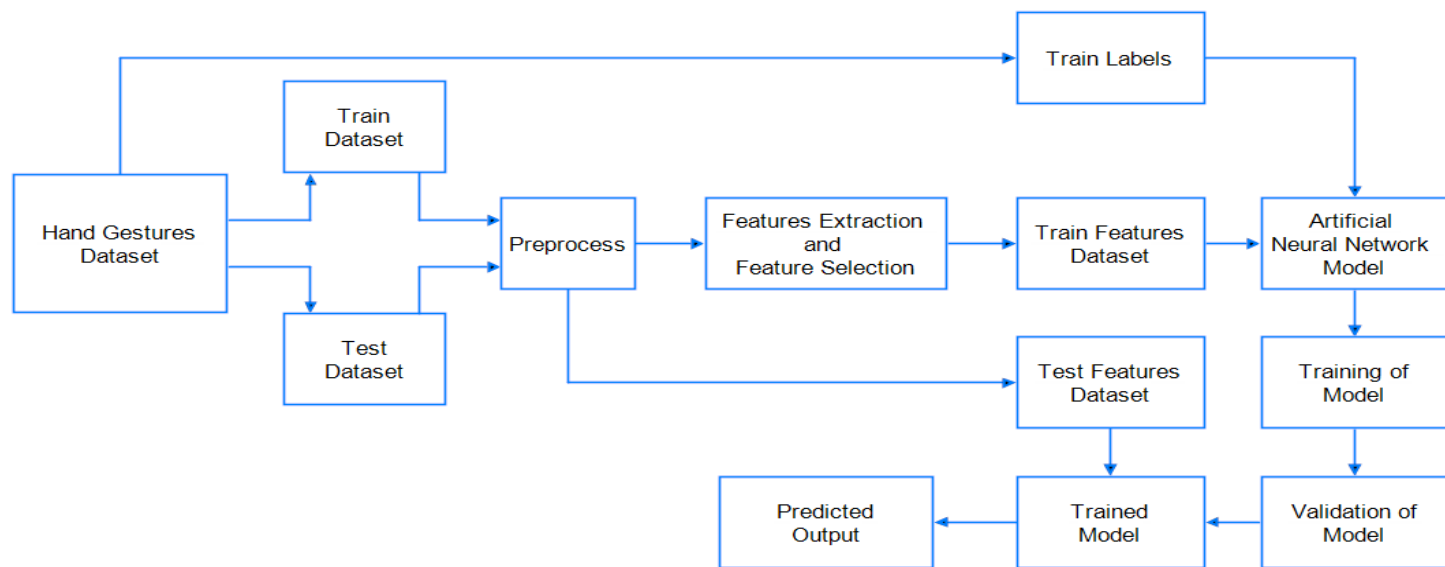 Train Labels
Train
Dataset
Hand Gestures
Dataset
Preprocess
Features Extraction
and
Feature Selection
Train Features
Dataset
Artificial
Neural Network
Model
Test
Dataset
Test Features
Dataset
Training of
Model
Predicted
Output
Trained
Model
Validation of
Model